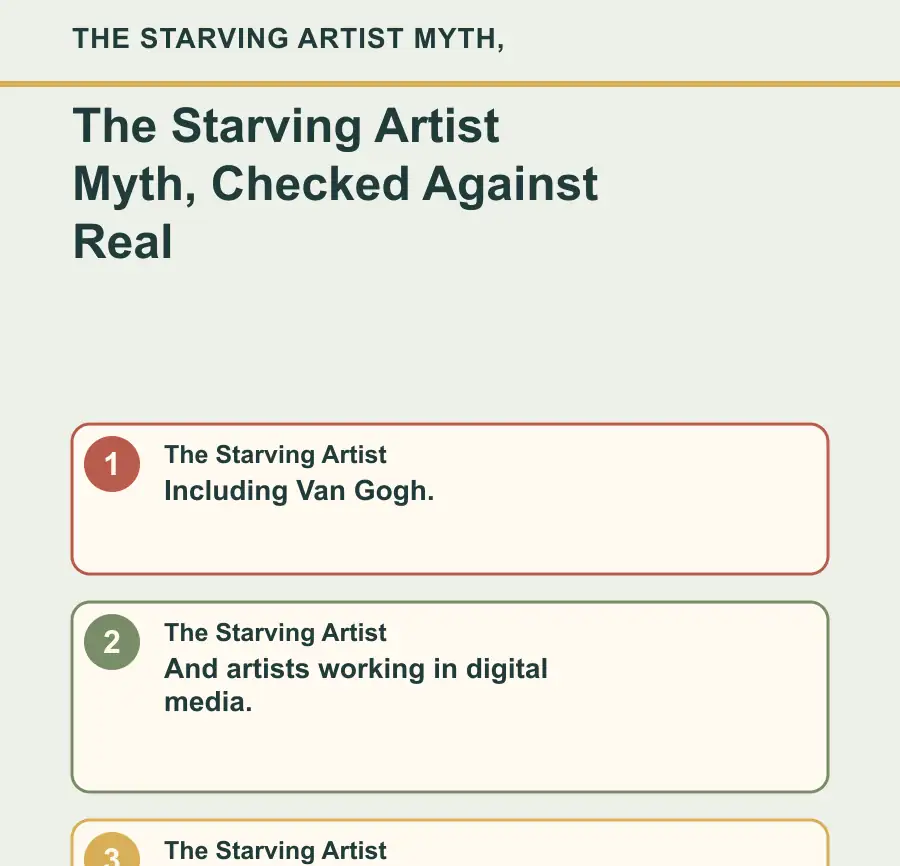 THE STARVING ARTIST MYTH,
The Starving Artist
Myth, Checked Against
Real
1
The Starving Artist
Including Van Gogh.
2
The Starving Artist
And artists working in digital
media.
3
The Starving Artist